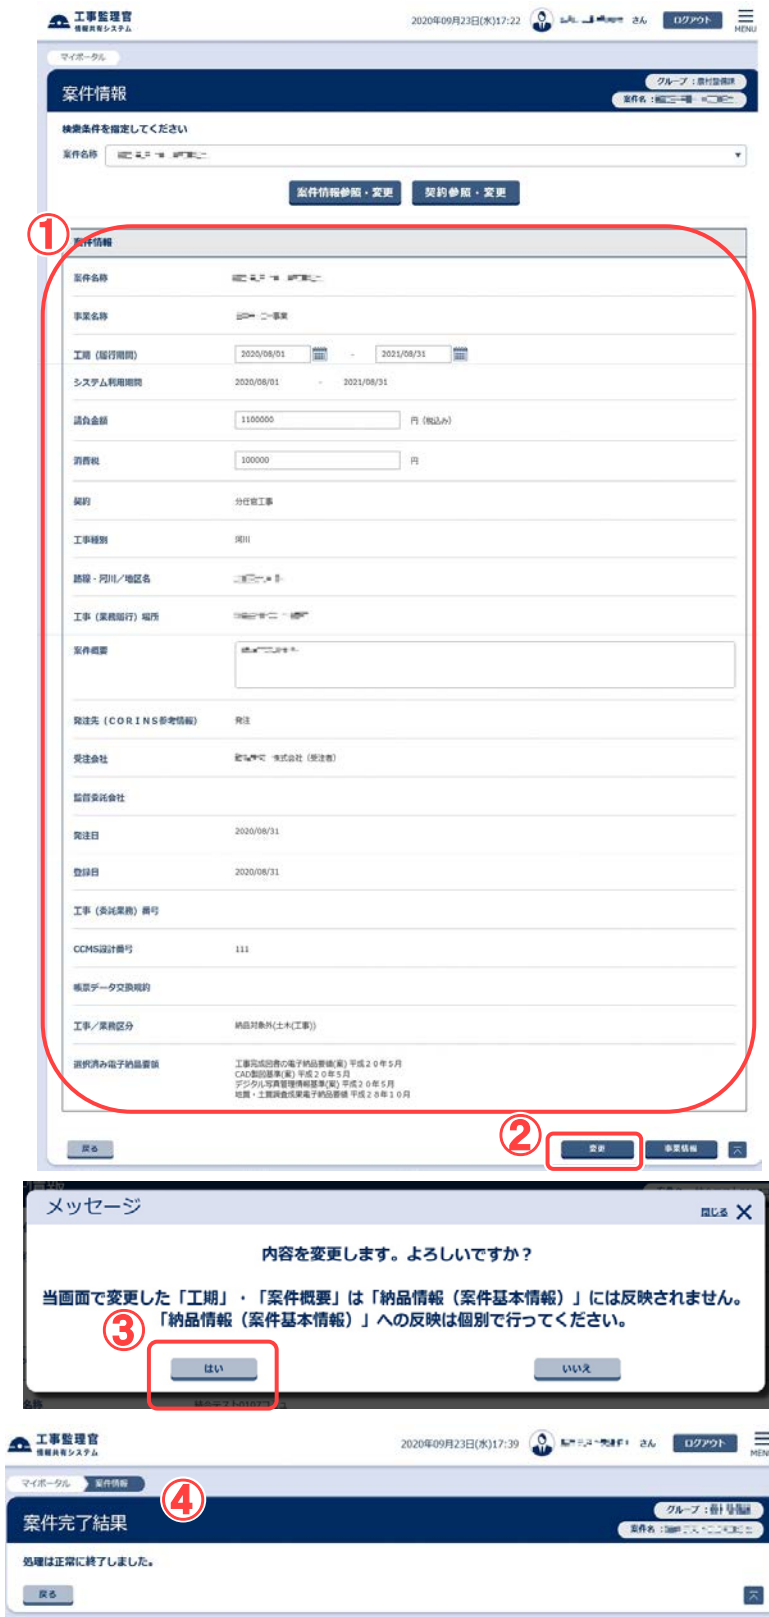 工事監理官
情報共有システム
2020年09月23日(水)17:22
さん
ログアウト
MENU
マイポータル
案件情報
グループ：農村整備課
案件名：
検索条件を指定してください
案件名称
案件情報参照・変更
契約参照・変更
①
案件情報
案件名称
事業名称
事業
工期（履行期間）
2020/08/01
-
2021/08/31
システム利用期間
2020/08/01
-
2021/08/31
請負金額
1100000
円（税込み）
消費税
100000
円
契約
分任官工事
工事種別
河川
路線・河川／地区名
工事（業務履行）場所
案件概要
発注先（ＣＯＲＩＮＳ参考情報）
発注
受注会社
株式会社（受注者）
監督委託会社
発注日
2020/08/31
登録日
2020/08/31
工事（委託業務）番号
CCMS設計番号
111
帳票データ交換規約
工事／業務区分
納品対象外(土木(工事))
選択済み電子納品要領
工事完成図書の電子納品要領(案) 平成２０年５月
CAD製図基準(案) 平成２０年５月
デジタル写真管理情報基準(案) 平成２０年５月
地質・土質調査成果電子納品要領 平成２８年１０月
②
戻る
変更
事業情報
メッセージ
閉じる
内容を変更します。よろしいですか？
当画面で変更した「工期」・「案件概要」は「納品情報（案件基本情報）」には反映されません。
「納品情報（案件基本情報）」への反映は個別で行ってください。
③
はい
いいえ
工事監理官
情報共有システム
2020年09月23日(水)17:39
さん
ログアウト
マイポータル
案件情報
④
案件完了結果
グループ：
案件名：
処理は正常に終了しました。
戻る